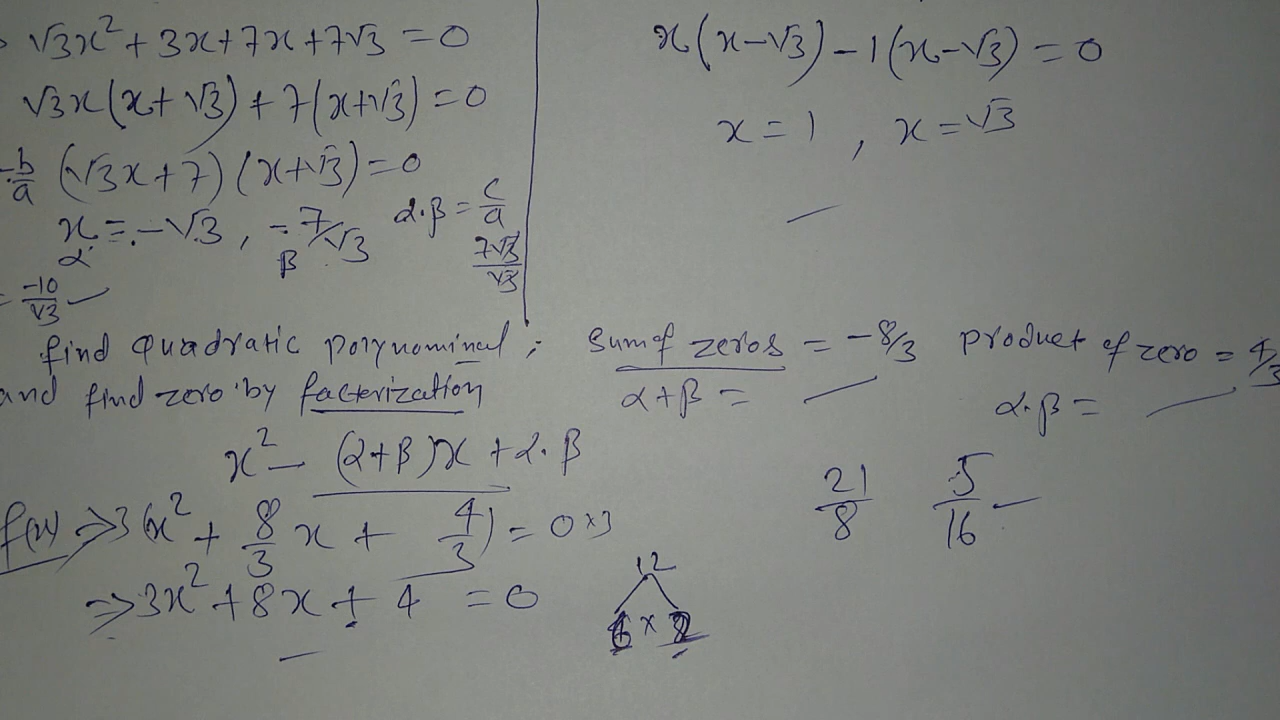 √3x² + 3x + 7x + 7√3 = 0
√3x(x + √3) + 7(x + √3) = 0
-b/a (√3x + 7) (x + √3) = 0
x = -√3, -7/√3 α·β = c/a
α β 7√3/√3
= -10/√3
x(x - √3) - 1(x - √3) = 0
x = 1, x = √3
find quadratic polynominal; sum of zeros = -8/3 product of zero = 4/3
and find zero by facterization α + β = α·β =
x² - (α + β)x + α·β
f(x) ⇒ 3(x² + 8/3 x + 4/3) = 0×3
21/8 5/16
⇒ 3x² + 8x + 4 = 0
12
6 × 2